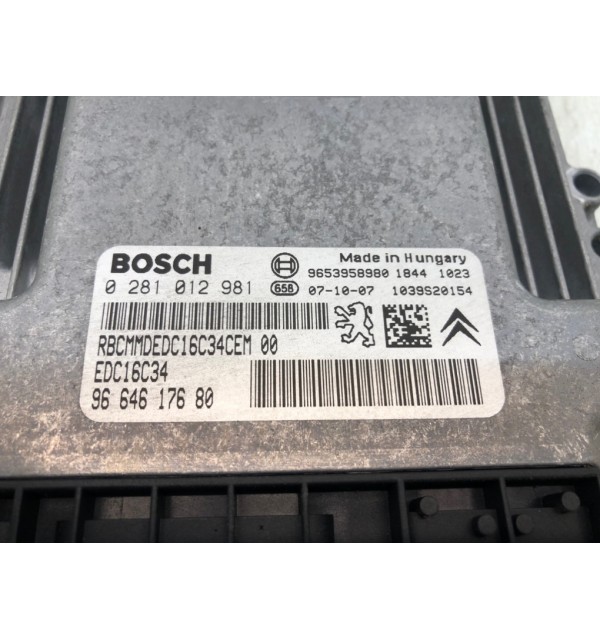 BOSCH
Made in Hungary
9653958980 1844 1023
0 281 012 981 658 07-10-07 1039S20154
RBCMMDEDC16C34CEM 00
EDC16C34
96 646 176 80